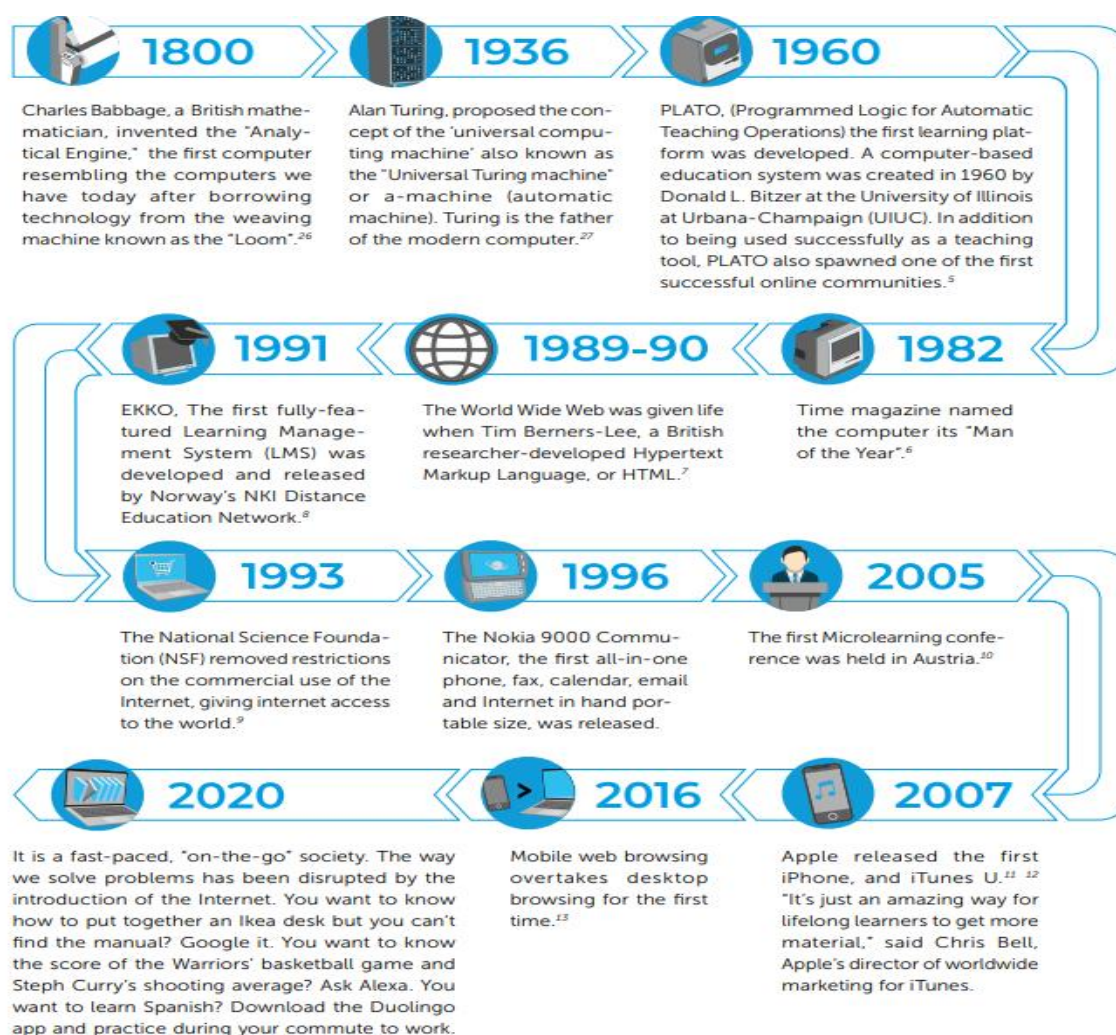 1800
Charles Babbage, a British mathe-
matician, invented the "Analy-
tical Engine," the first computer
resembling the computers we
have today after borrowing
technology from the weaving
machine known as the "Loom".26
1936
Alan Turing, proposed the con-
cept of the 'universal compu-
ting machine' also known as
the "Universal Turing machine"
or a-machine (automatic
machine). Turing is the father
of the modern computer.27
1960
PLATO, (Programmed Logic for Automatic
Teaching Operations) the first learning plat-
form was developed. A computer-based
education system was created in 1960 by
Donald L. Bitzer at the University of Illinois
at Urbana-Champaign (UIUC). In addition
to being used successfully as a teaching
tool, PLATO also spawned one of the first
successful online communities.5
1982
Time magazine named
the computer its "Man
of the Year".6
1989-90
The World Wide Web was given life
when Tim Berners-Lee, a British
researcher-developed Hypertext
Markup Language, or HTML.7
1991
EKKO, The first fully-fea-
tured Learning Manage-
ment System (LMS) was
developed and released
by Norway's NKI Distance
Education Network.8
1993
The National Science Founda-
tion (NSF) removed restrictions
on the commercial use of the
Internet, giving internet access
to the world.9
1996
The Nokia 9000 Commu-
nicator, the first all-in-one
phone, fax, calendar, email
and Internet in hand por-
table size, was released.
2005
The first Microlearning confe-
rence was held in Austria.10
2007
Apple released the first
iPhone, and iTunes U.11 12
"It's just an amazing way for
lifelong learners to get more
material," said Chris Bell,
Apple's director of worldwide
marketing for iTunes.
2016
>
Mobile web browsing
overtakes desktop
browsing for the first
time.13
2020
It is a fast-paced, "on-the-go" society. The way
we solve problems has been disrupted by the
introduction of the Internet. You want to know
how to put together an Ikea desk but you can't
find the manual? Google it. You want to know
the score of the Warriors' basketball game and
Steph Curry's shooting average? Ask Alexa. You
want to learn Spanish? Download the Duolingo
app and practice during your commute to work.